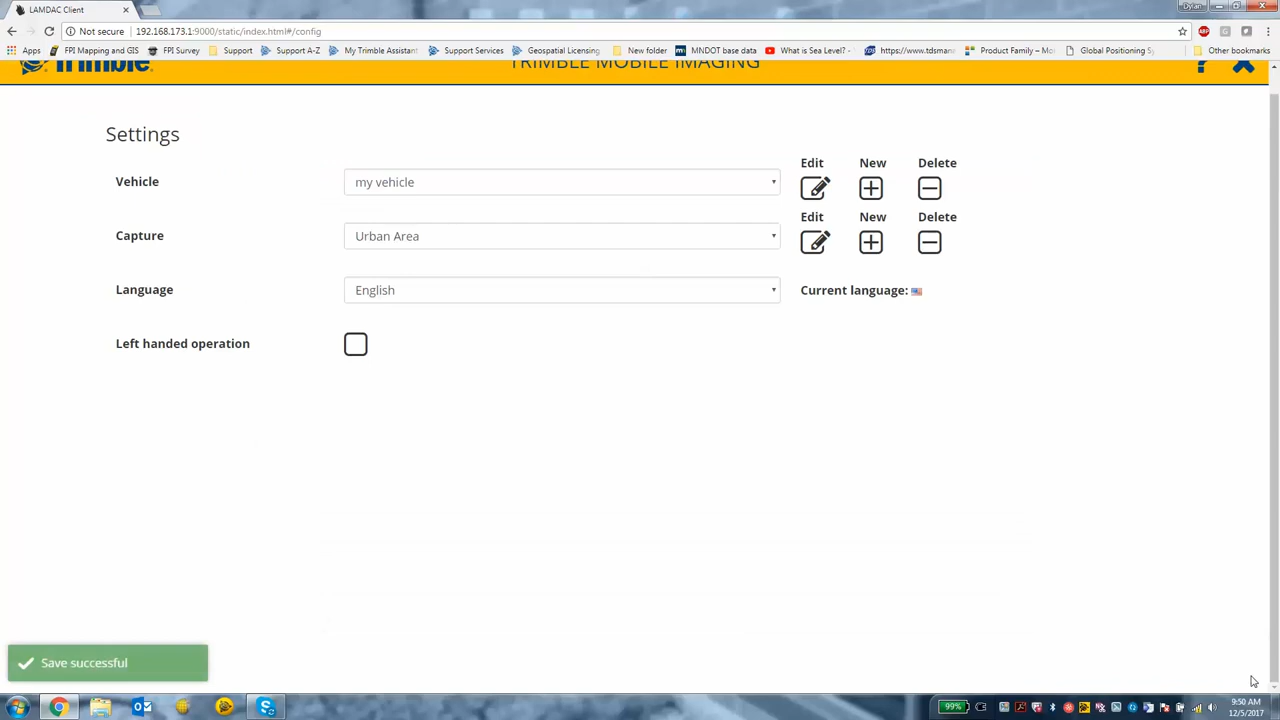 LAMDAC Client
Dylan
Not secure 192.168.173.1:9000/static/index.html#/config
Apps FPI Mapping and GIS FPI Survey Support Support A-Z My Trimble Assistant Support Services Geospatial Licensing New folder MNDOT base data What is Sea Level? - https://www.tdsman Product Family – Mo Global Positioning Sy Other bookmarks
Trimble TRIMBLE MOBILE IMAGING ?
Settings
Edit New Delete
Vehicle my vehicle
Edit New Delete
Capture Urban Area
Language English Current language:
Left handed operation
Save successful
99% 9:50 AM
12/5/2017